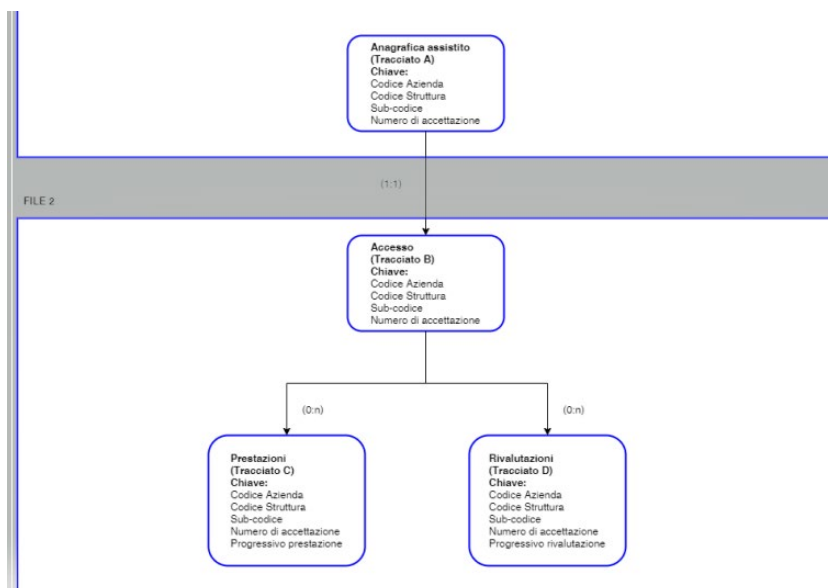 Anagrafica assistito
(Tracciato A)
Chiave:
Codice Azienda
Codice Struttura
Sub-codice
Numero di accettazione
(1:1)
FILE 2
Accesso
(Tracciato B)
Chiave:
Codice Azienda
Codice Struttura
Sub-codice
Numero di accettazione
(0:n)
(0:n)
Prestazioni
(Tracciato C)
Chiave:
Codice Azienda
Codice Struttura
Sub-codice
Numero di accettazione
Progressivo prestazione
Rivalutazioni
(Tracciato D)
Chiave:
Codice Azienda
Codice Struttura
Sub-codice
Numero di accettazione
Progressivo rivalutazione